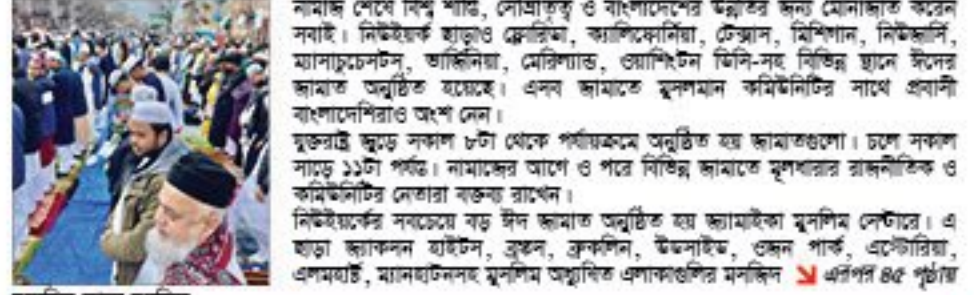 নামাজ শেষে বিশ্ব শান্তি, সৌভ্রাতৃত্ব ও বাংলাদেশের উন্নতির জন্য মোনাজাত করেন
সবাই। নিউইয়র্ক ছাড়াও ফ্লোরিডা, ক্যালিফোর্নিয়া, টেক্সাস, মিশিগান, নিউজার্সি,
ম্যাসাচুচেসটস, ভার্জিনিয়া, মেরিল্যান্ড, ওয়াশিংটন ডিসি-সহ বিভিন্ন স্থানে ঈদের
জামাত অনুষ্ঠিত হয়েছে। এসব জামাতে মুসলমান কমিউনিটির সাথে প্রবাসী
বাংলাদেশিরাও অংশ নেন।
যুক্তরাষ্ট্র জুড়ে সকাল ৮টা থেকে পর্যায়ক্রমে অনুষ্ঠিত হয় জামাতগুলো। চলে সকাল
সাড়ে ১১টা পর্যন্ত। নামাজের আগে ও পরে বিভিন্ন জামাতে মূলধারার রাজনীতিক ও
কমিউনিটির নেতারা বক্তব্য রাখেন।
নিউইয়র্কের সবচেয়ে বড় ঈদ জামাত অনুষ্ঠিত হয় জ্যামাইকা মুসলিম সেন্টারে। এ
ছাড়া জ্যাকসন হাইটস, ব্রঙ্কস, ব্রুকলিন, উডসাইড, ওজন পার্ক, এস্টোরিয়া,
এলমহার্স্ট, ম্যানহাটনসহ মুসলিম অধ্যুষিত এলাকাগুলির মসজিদ এরপর ৪৫ পৃষ্ঠায়